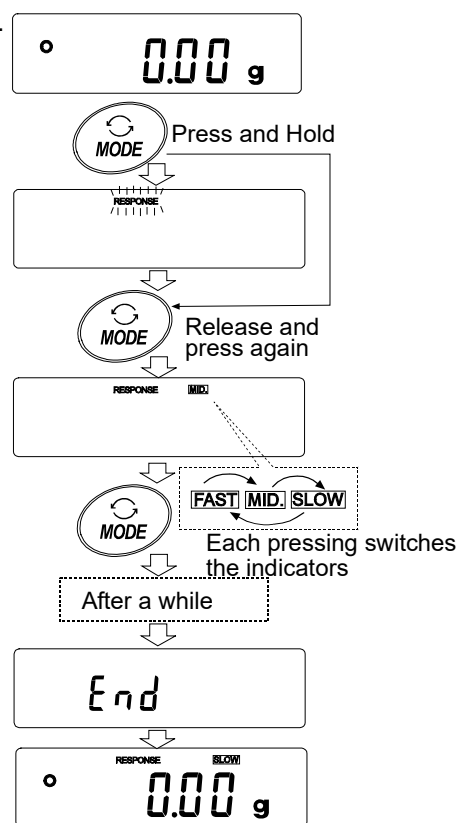 0.00 g
MODE
Press and Hold
RESPONSE
MODE
Release and
press again
RESPONSE MID.
FAST MID. SLOW
MODE
Each pressing switches
the indicators
After a while
End
RESPONSE SLOW
0.00 g